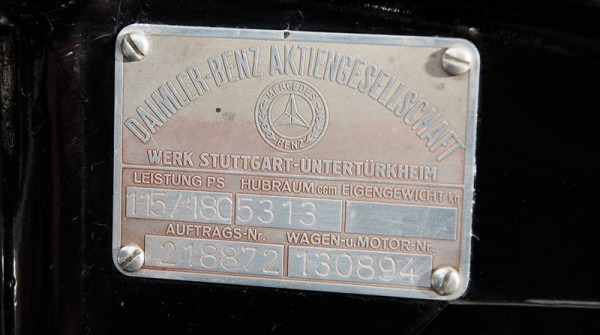 DAIMLER-BENZ AKTIENGESELLSCHAFT
MERCEDES
BENZ
WERK STUTTGART-UNTERTÜRKHEIM
LEISTUNG PS HUBRAUM ccm EIGENGEWICHT kg
115/180 5313
AUFTRAGS-Nr. WAGEN-u.MOTOR-Nr.
218872 130894